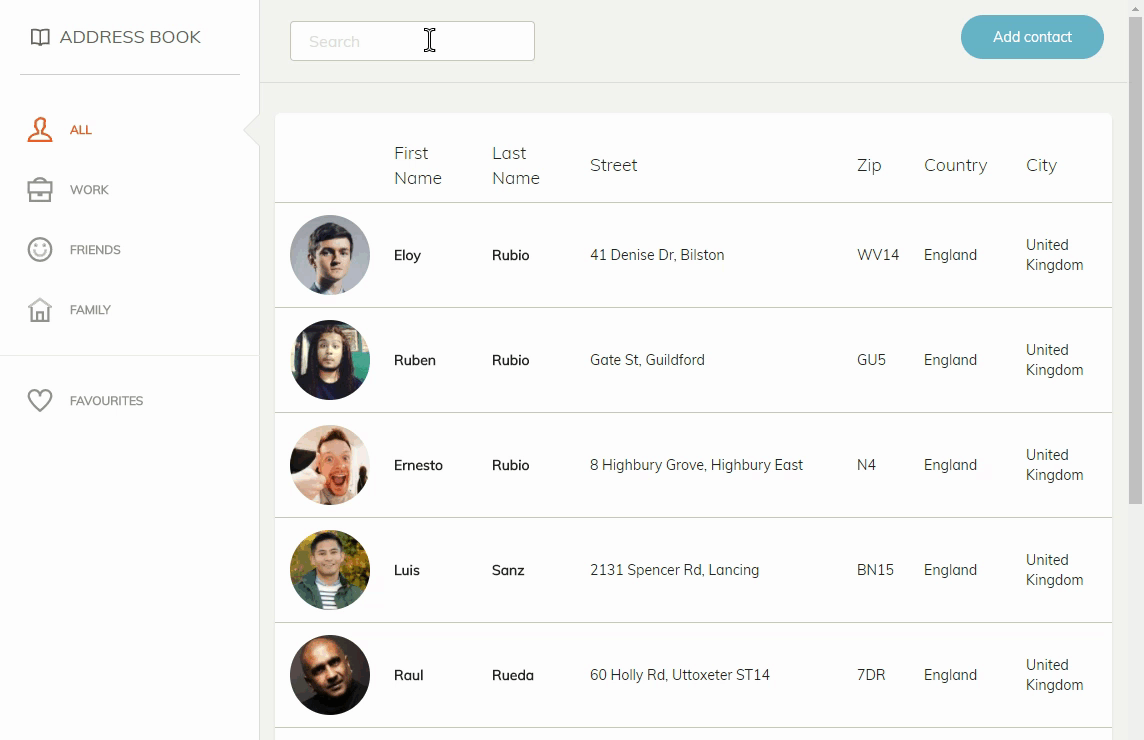 ADDRESS BOOK
Search
Add contact
ALL
WORK
FRIENDS
FAMILY
FAVOURITES
First Name
Last Name
Street
Zip
Country
City
Eloy
Rubio
41 Denise Dr, Bilston
WV14
England
United
Kingdom
Ruben
Rubio
Gate St, Guildford
GU5
England
United
Kingdom
Ernesto
Rubio
8 Highbury Grove, Highbury East
N4
England
United
Kingdom
Luis
Sanz
2131 Spencer Rd, Lancing
BN15
England
United
Kingdom
Raul
Rueda
60 Holly Rd, Uttoxeter ST14
7DR
England
United
Kingdom